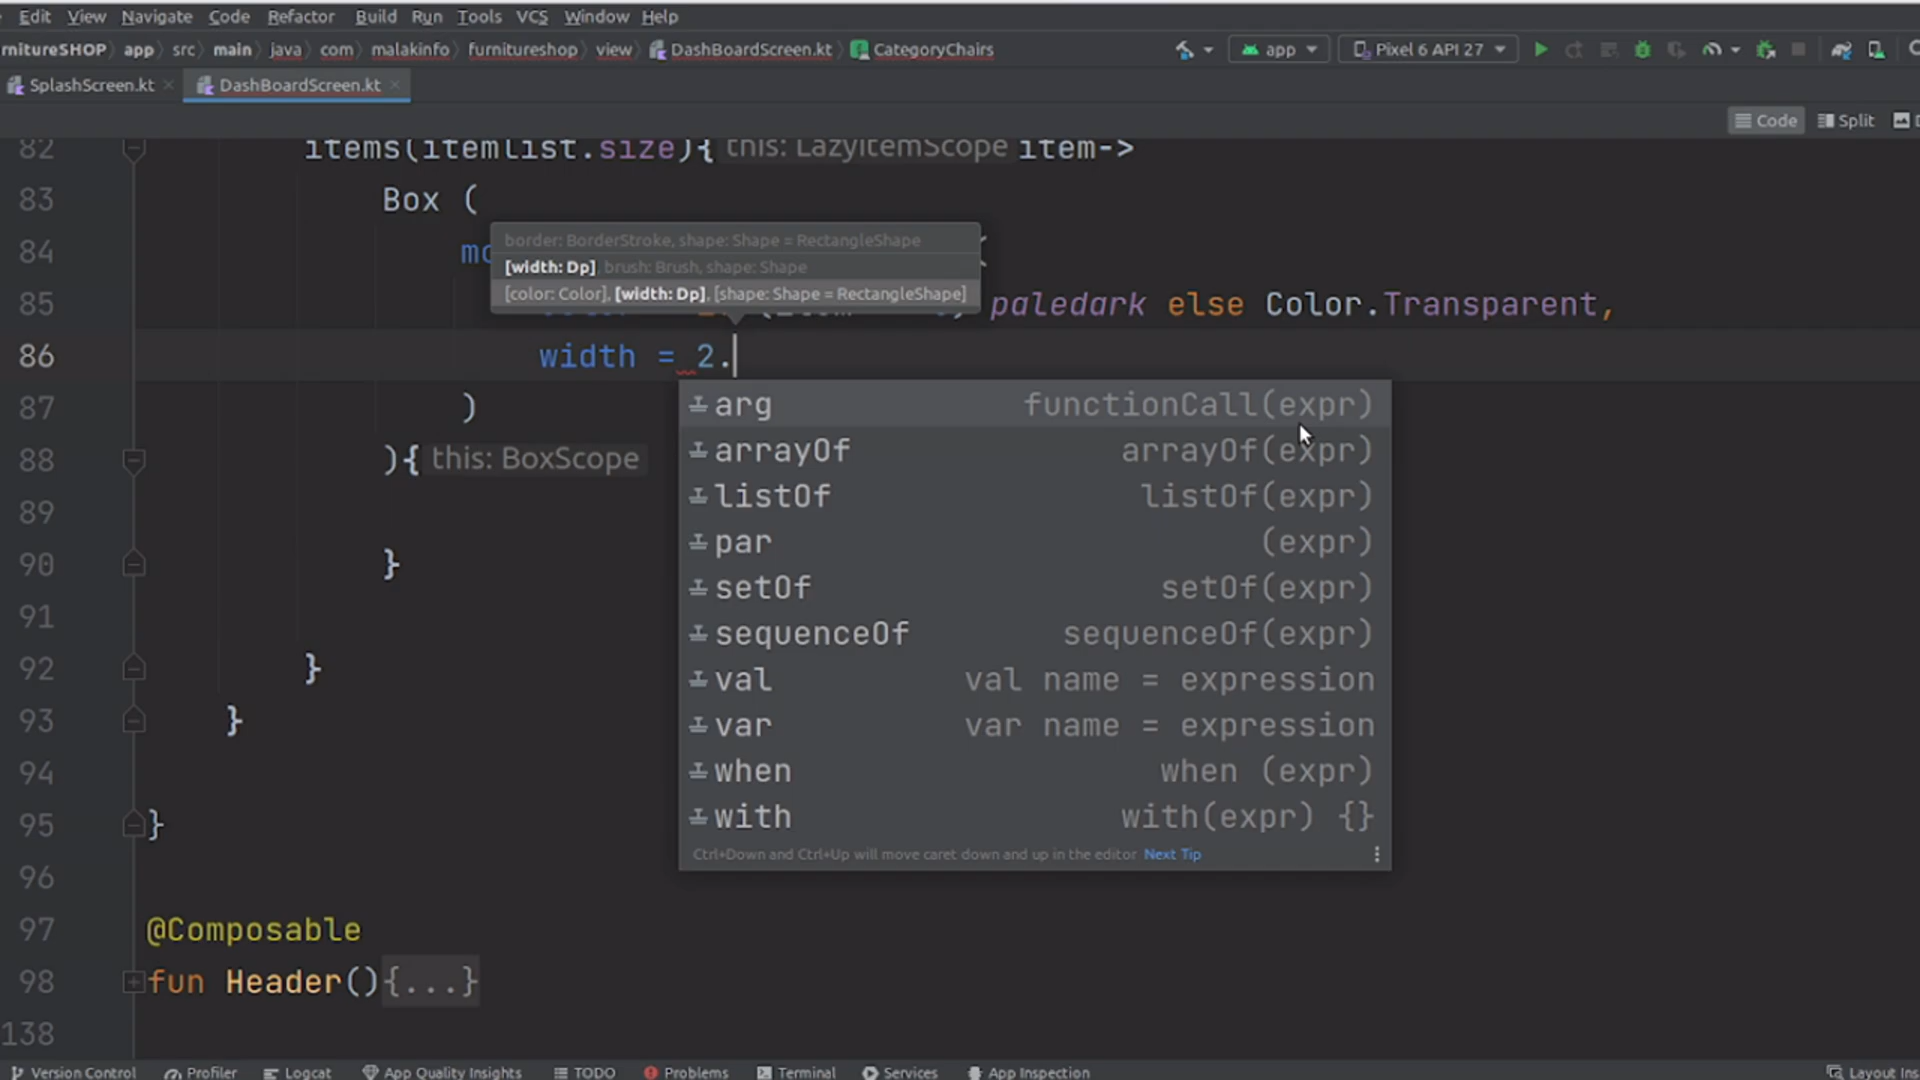 Edit View Navigate Code Refactor Build Run Tools VCS Window Help
rnitureSHOP app src main java com malakinfo furnitureshop view DashBoardScreen.kt CategoryChairs app Pixel 6 API 27
SplashScreen.kt DashBoardScreen.kt
Code Split
82 items(itemlist.size){ this: LazyItemScope item->
83 Box (
border: BorderStroke, shape: Shape = RectangleShape
84 mo (
[width: Dp], brush: Brush, shape: Shape
[color: Color], [width: Dp], [shape: Shape = RectangleShape]
85 paledark else Color.Transparent,
86 width = 2.
87 )
arg functionCall(expr)
arrayOf arrayOf(expr)
88 ){ this: BoxScope
listOf listOf(expr)
89
par (expr)
90 }
setOf setOf(expr)
91
sequenceOf sequenceOf(expr)
92 }
val val name = expression
93 }
var var name = expression
94
when when (expr)
95 }
with with(expr) {}
Ctrl+Down and Ctrl+Up will move caret down and up in the editor Next Tip
96
97 @Composable
98 fun Header(){...}
138
Version Control Profiler Logcat App Quality Insights TODO Problems Terminal Services App Inspection Layout Ins